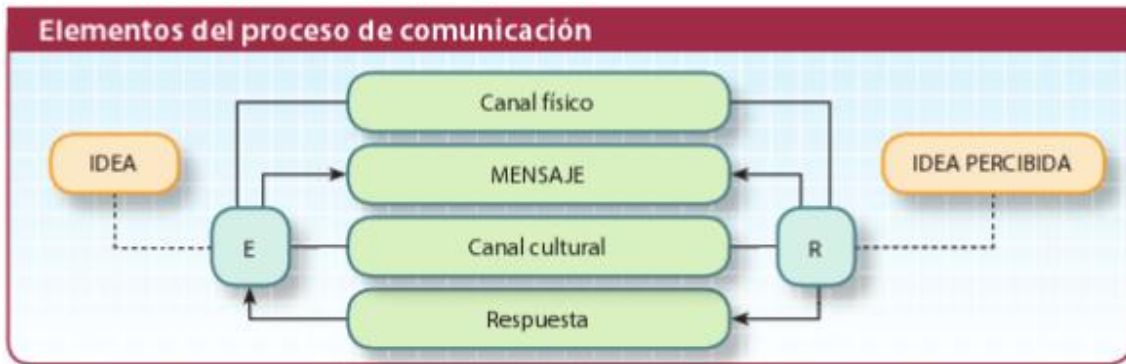 Elementos del proceso de comunicación
Canal físico
IDEA
MENSAJE
IDEA PERCIBIDA
E
Canal cultural
R
Respuesta